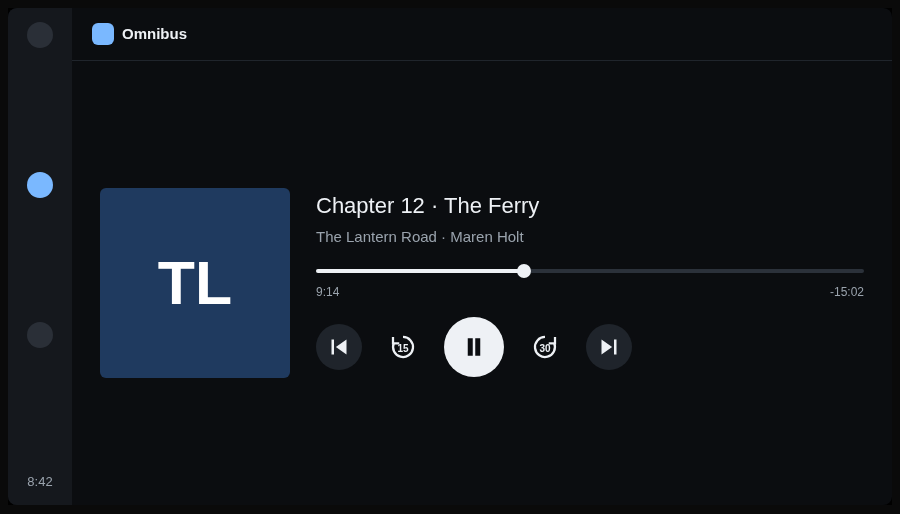 Omnibus
TL
Chapter 12 · The Ferry
The Lantern Road · Maren Holt
9:14 -15:02
15 30
8:42